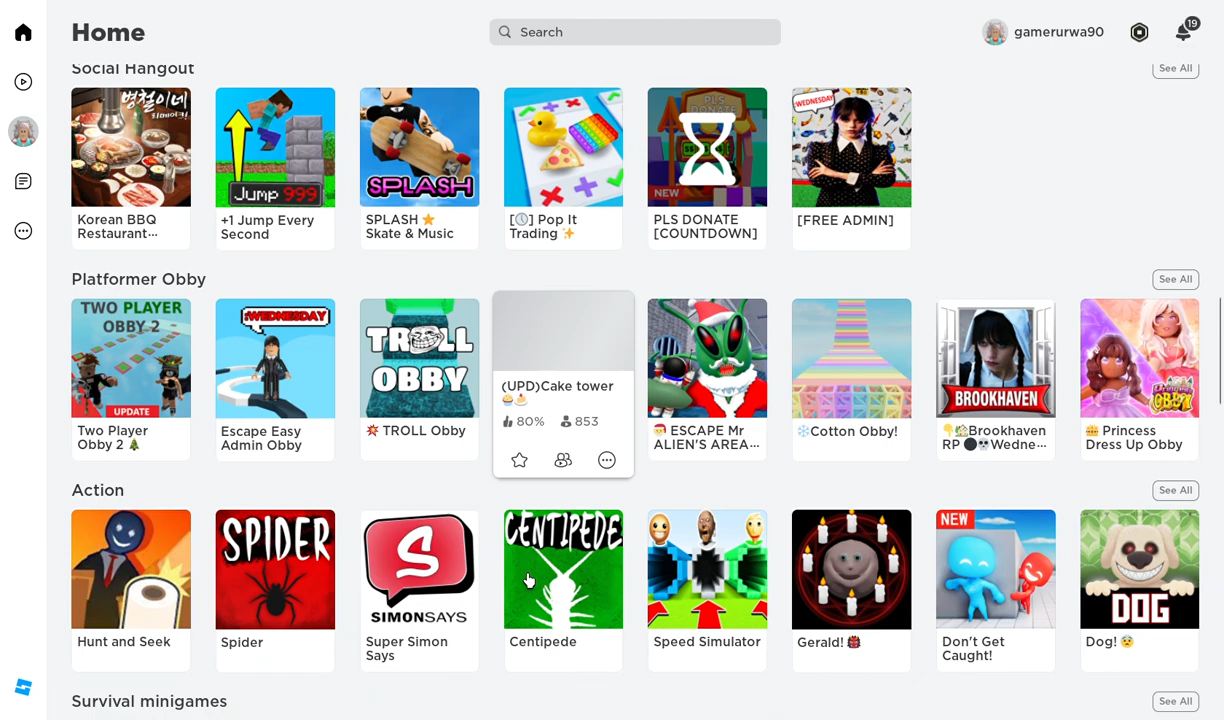 Home
Search
gamerurwa90
19
Social Hangout
See All
병철이네
Jump 999
SPLASH
PLS
DONATE
NEW
WEDNESDAY
Korean BBQ
Restaurant...
+1 Jump Every
Second
SPLASH ⭐
Skate & Music
[🕔] Pop It
Trading ✨
PLS DONATE
[COUNTDOWN]
[FREE ADMIN]
Platformer Obby
See All
TWO PLAYER
OBBY 2
UPDATE
:WEDNESDAY
TROLL
OBBY
BROOKHAVEN
Obby
Two Player
Obby 2 🎄
Escape Easy
Admin Obby
💥 TROLL Obby
(UPD)Cake tower
🧁🍰
80%
853
🎅 ESCAPE Mr
ALIEN'S AREA...
❄️Cotton Obby!
👇🏡Brookhaven
RP 🌑💀Wedne...
👸 Princess
Dress Up Obby
Action
See All
SPIDER
S
SIMONSAYS
CENTIPEDE
NEW
DOG
Hunt and Seek
Spider
Super Simon
Says
Centipede
Speed Simulator
Gerald! 👹
Don't Get
Caught!
Dog! 😨
Survival minigames
See All